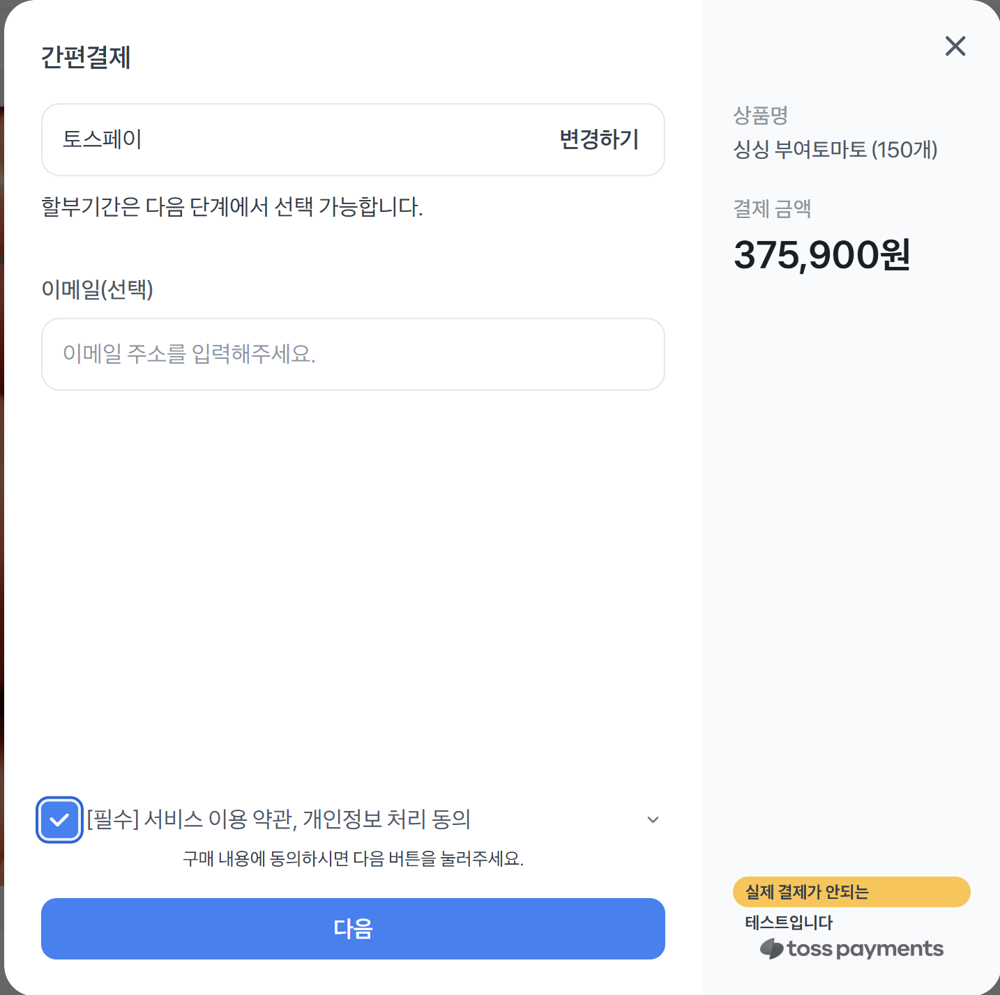 간편결제
토스페이 변경하기
할부기간은 다음 단계에서 선택 가능합니다.
이메일(선택)
이메일 주소를 입력해주세요.
[필수] 서비스 이용 약관, 개인정보 처리 동의
구매 내용에 동의하시면 다음 버튼을 눌러주세요.
다음
상품명
싱싱 부여토마토 (150개)
결제 금액
375,900원
실제 결제가 안되는
테스트입니다
toss payments